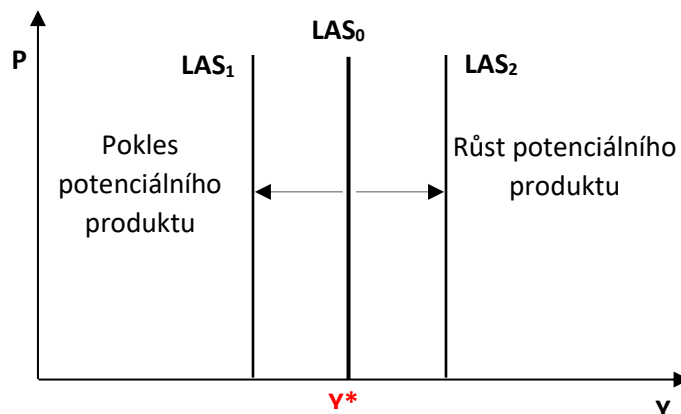 LAS₀
P
LAS₁
LAS₂
Pokles
potenciálního
produktu
Růst potenciálního
produktu
Y*
Y